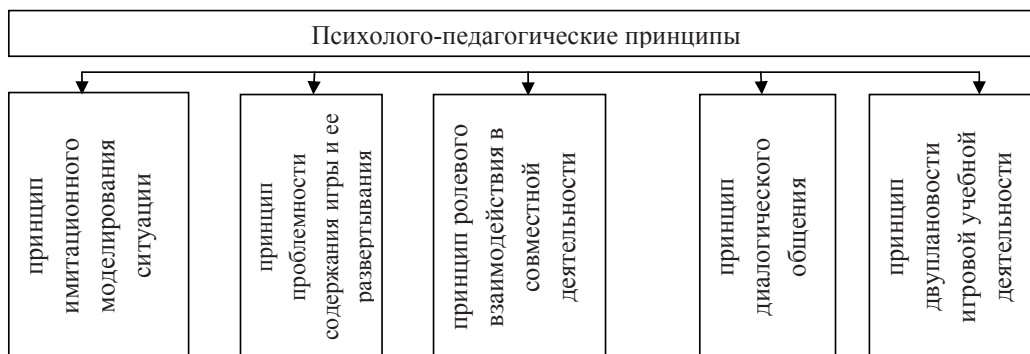 Психолого-педагогические принципы
принцип
имитационного
моделирования
ситуации
принцип
проблемности
содержания игры и ее
развертывания
принцип ролевого
взаимодействия в
совместной
деятельности
принцип
диалогического
общения
принцип
двуплановости
игровой учебной
деятельности